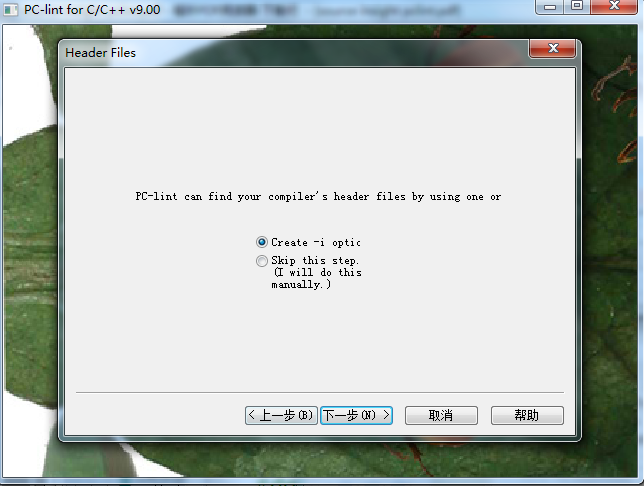 PC-lint for C/C++ v9.00
Header Files
PC-lint can find your compiler's header files by using one or
Create -i optic
Skip this step.
(I will do this
manually.)
< 上一步(B)
下一步(N) >
取消
帮助